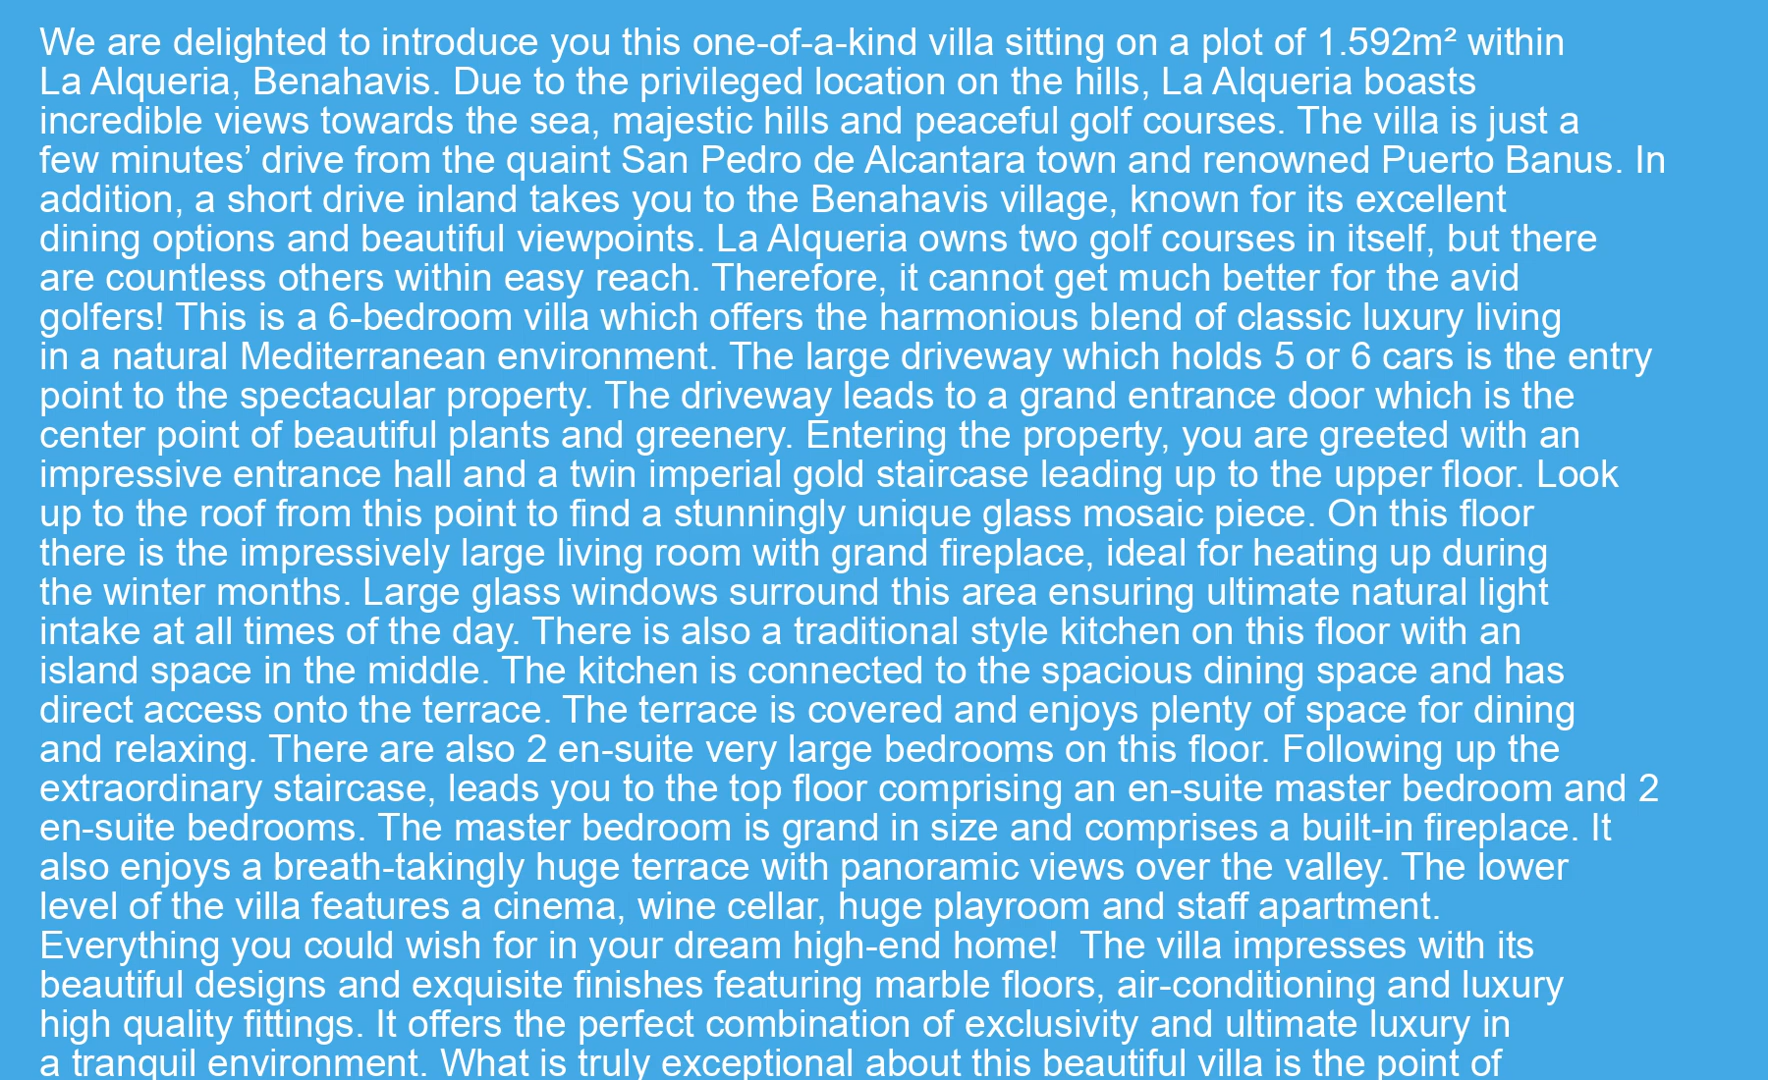 We are delighted to introduce you this one-of-a-kind villa sitting on a plot of 1.592m² within
La Alqueria, Benahavis. Due to the privileged location on the hills, La Alqueria boasts
incredible views towards the sea, majestic hills and peaceful golf courses. The villa is just a
few minutes’ drive from the quaint San Pedro de Alcantara town and renowned Puerto Banus. In
addition, a short drive inland takes you to the Benahavis village, known for its excellent
dining options and beautiful viewpoints. La Alqueria owns two golf courses in itself, but there
are countless others within easy reach. Therefore, it cannot get much better for the avid
golfers! This is a 6-bedroom villa which offers the harmonious blend of classic luxury living
in a natural Mediterranean environment. The large driveway which holds 5 or 6 cars is the entry
point to the spectacular property. The driveway leads to a grand entrance door which is the
center point of beautiful plants and greenery. Entering the property, you are greeted with an
impressive entrance hall and a twin imperial gold staircase leading up to the upper floor. Look
up to the roof from this point to find a stunningly unique glass mosaic piece. On this floor
there is the impressively large living room with grand fireplace, ideal for heating up during
the winter months. Large glass windows surround this area ensuring ultimate natural light
intake at all times of the day. There is also a traditional style kitchen on this floor with an
island space in the middle. The kitchen is connected to the spacious dining space and has
direct access onto the terrace. The terrace is covered and enjoys plenty of space for dining
and relaxing. There are also 2 en-suite very large bedrooms on this floor. Following up the
extraordinary staircase, leads you to the top floor comprising an en-suite master bedroom and 2
en-suite bedrooms. The master bedroom is grand in size and comprises a built-in fireplace. It
also enjoys a breath-takingly huge terrace with panoramic views over the valley. The lower
level of the villa features a cinema, wine cellar, huge playroom and staff apartment.
Everything you could wish for in your dream high-end home!  The villa impresses with its
beautiful designs and exquisite finishes featuring marble floors, air-conditioning and luxury
high quality fittings. It offers the perfect combination of exclusivity and ultimate luxury in
a tranquil environment. What is truly exceptional about this beautiful villa is the point of